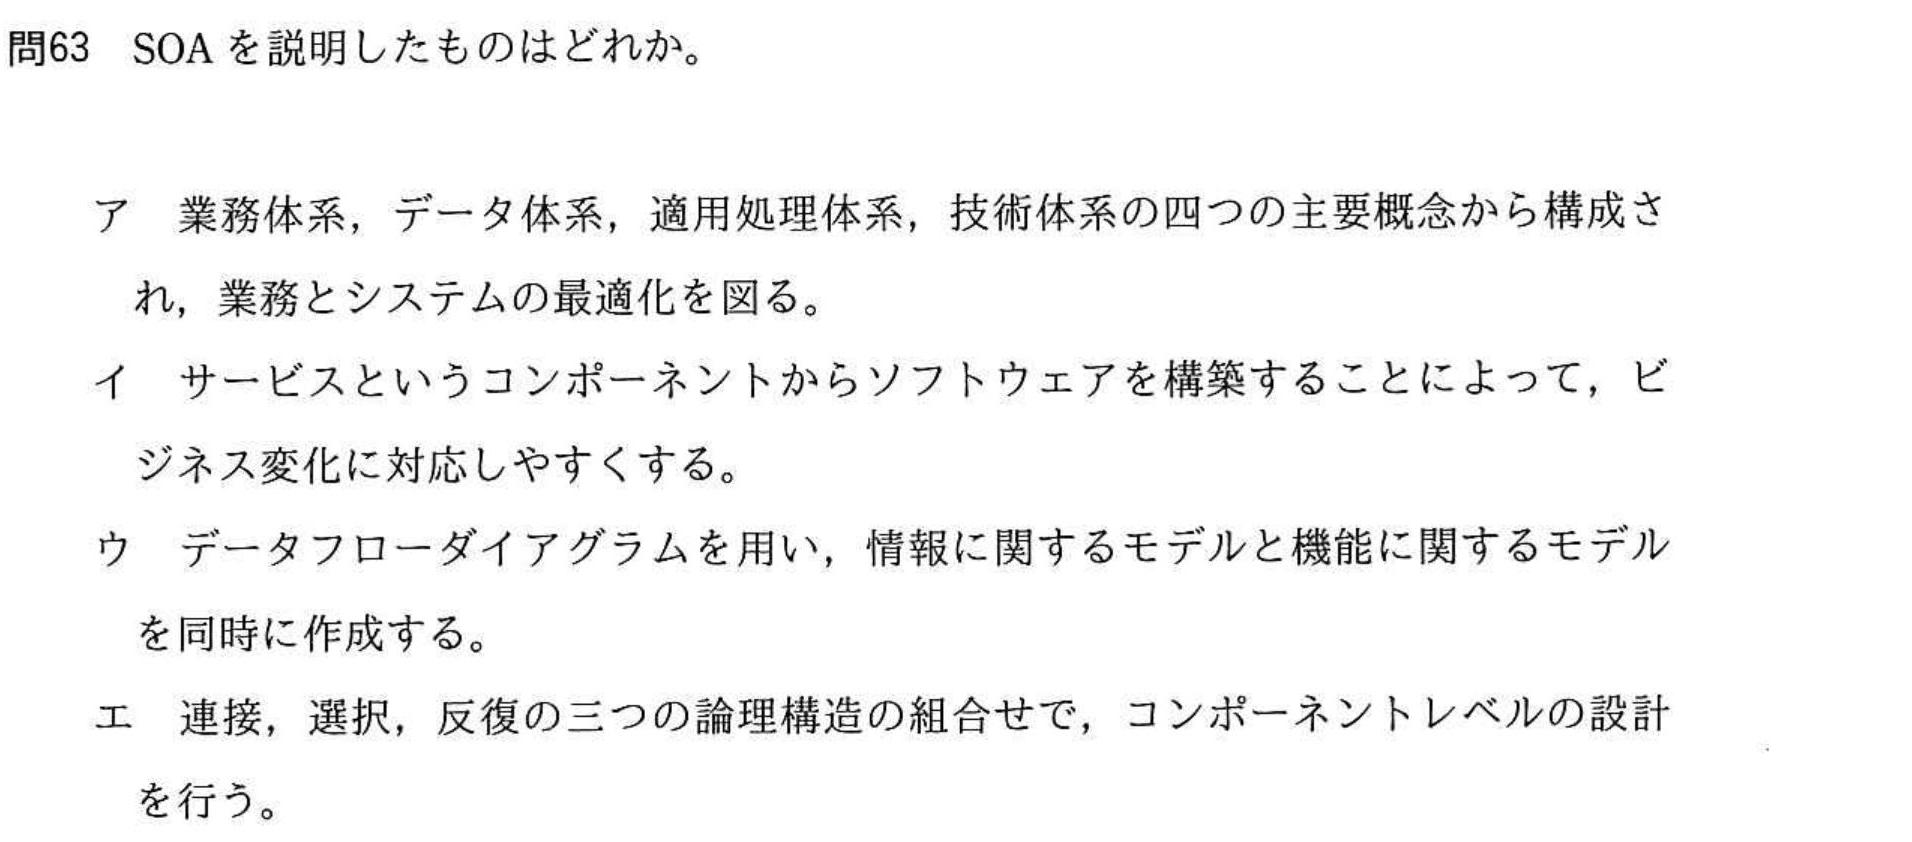 問63　SOA を説明したものはどれか。
ア　業務体系，データ体系，適用処理体系，技術体系の四つの主要概念から構成さ
れ，業務とシステムの最適化を図る。
イ　サービスというコンポーネントからソフトウェアを構築することによって，ビ
ジネス変化に対応しやすくする。
ウ　データフローダイアグラムを用い，情報に関するモデルと機能に関するモデル
を同時に作成する。
エ　連接，選択，反復の三つの論理構造の組合せで，コンポーネントレベルの設計
を行う。